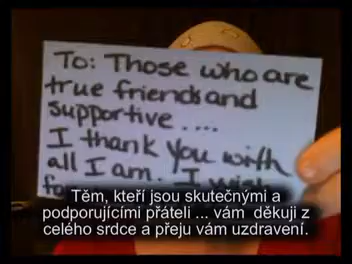 To: Those who are
true friends and
supportive ....
I thank you with
all I am. I wish
Těm, kteří jsou skutečnými a
podporujícími přáteli ... vám děkuji z
celého srdce a přeju vám uzdravení.